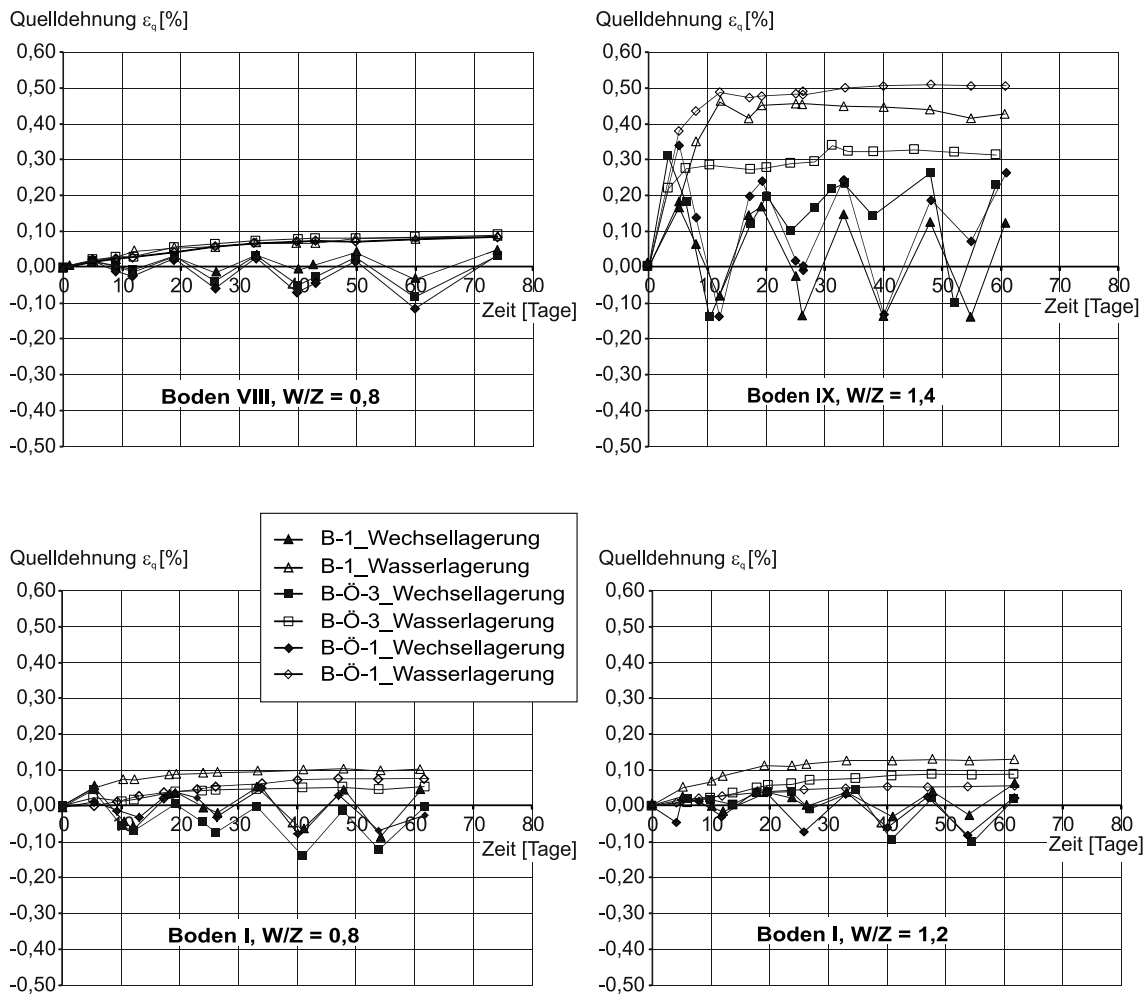 Quelldehnung εq [%]
0,60
0,50
0,40
0,30
0,20
0,10
0,00
-0,10
-0,20
-0,30
-0,40
-0,50
0 10 20 30 40 50 60 70 80
Zeit [Tage]
Boden VIII, W/Z = 0,8
Quelldehnung εq [%]
0,60
0,50
0,40
0,30
0,20
0,10
0,00
-0,10
-0,20
-0,30
-0,40
-0,50
0 10 20 30 40 50 60 70 80
Zeit [Tage]
Boden IX, W/Z = 1,4
B-1_Wechsellagerung
B-1_Wasserlagerung
B-Ö-3_Wechsellagerung
B-Ö-3_Wasserlagerung
B-Ö-1_Wechsellagerung
B-Ö-1_Wasserlagerung
Quelldehnung εq [%]
0,60
0,50
0,40
0,30
0,20
0,10
0,00
-0,10
-0,20
-0,30
-0,40
-0,50
0 10 20 30 40 50 60 70 80
Zeit [Tage]
Boden I, W/Z = 0,8
Quelldehnung εq [%]
0,60
0,50
0,40
0,30
0,20
0,10
0,00
-0,10
-0,20
-0,30
-0,40
-0,50
0 10 20 30 40 50 60 70 80
Zeit [Tage]
Boden I, W/Z = 1,2